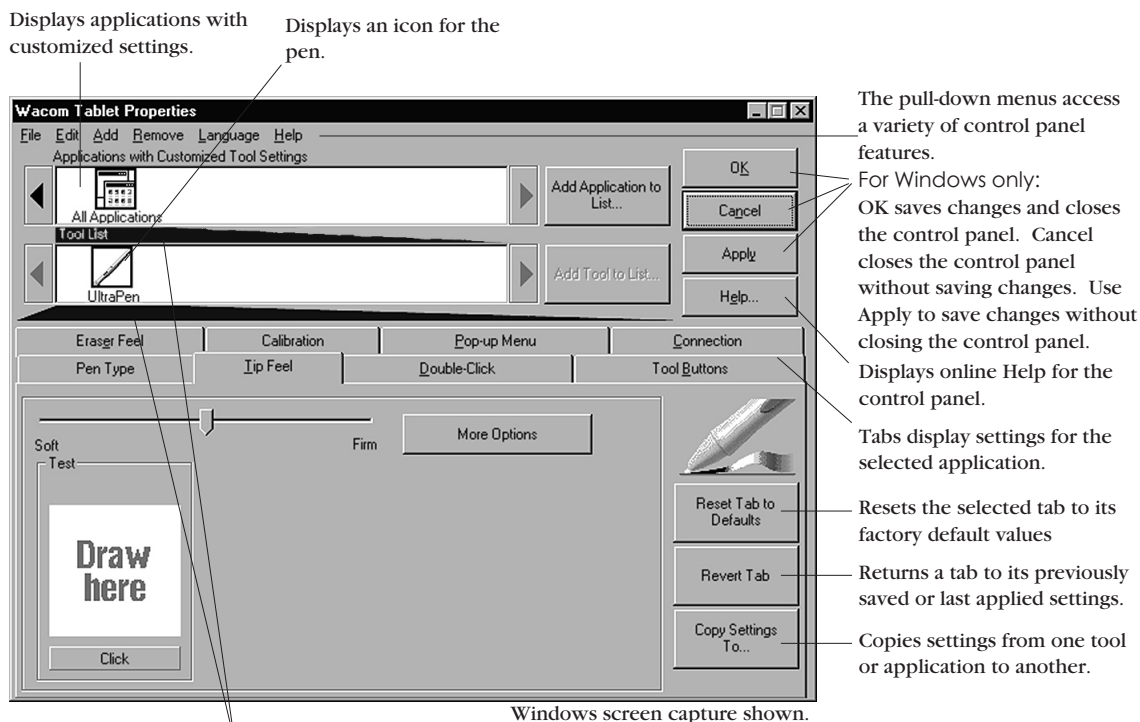 Displays applications with
customized settings.
Displays an icon for the
pen.
Wacom Tablet Properties
File Edit Add Remove Language Help
Applications with Customized Tool Settings
All Applications
Add Application to
List...
Tool List
UltraPen
Add Tool to List...
OK
Cancel
Apply
Help...
The pull-down menus access
a variety of control panel
features.
For Windows only:
OK saves changes and closes
the control panel. Cancel
closes the control panel
without saving changes. Use
Apply to save changes without
closing the control panel.
Displays online Help for the
control panel.
Eraser Feel Calibration Pop-up Menu Connection
Pen Type Tip Feel Double-Click Tool Buttons
Tabs display settings for the
selected application.
Soft Firm
More Options
Test
Draw
here
Click
Reset Tab to
Defaults
Resets the selected tab to its
factory default values
Revert Tab
Returns a tab to its previously
saved or last applied settings.
Copy Settings
To...
Copies settings from one tool
or application to another.
Windows screen capture shown.